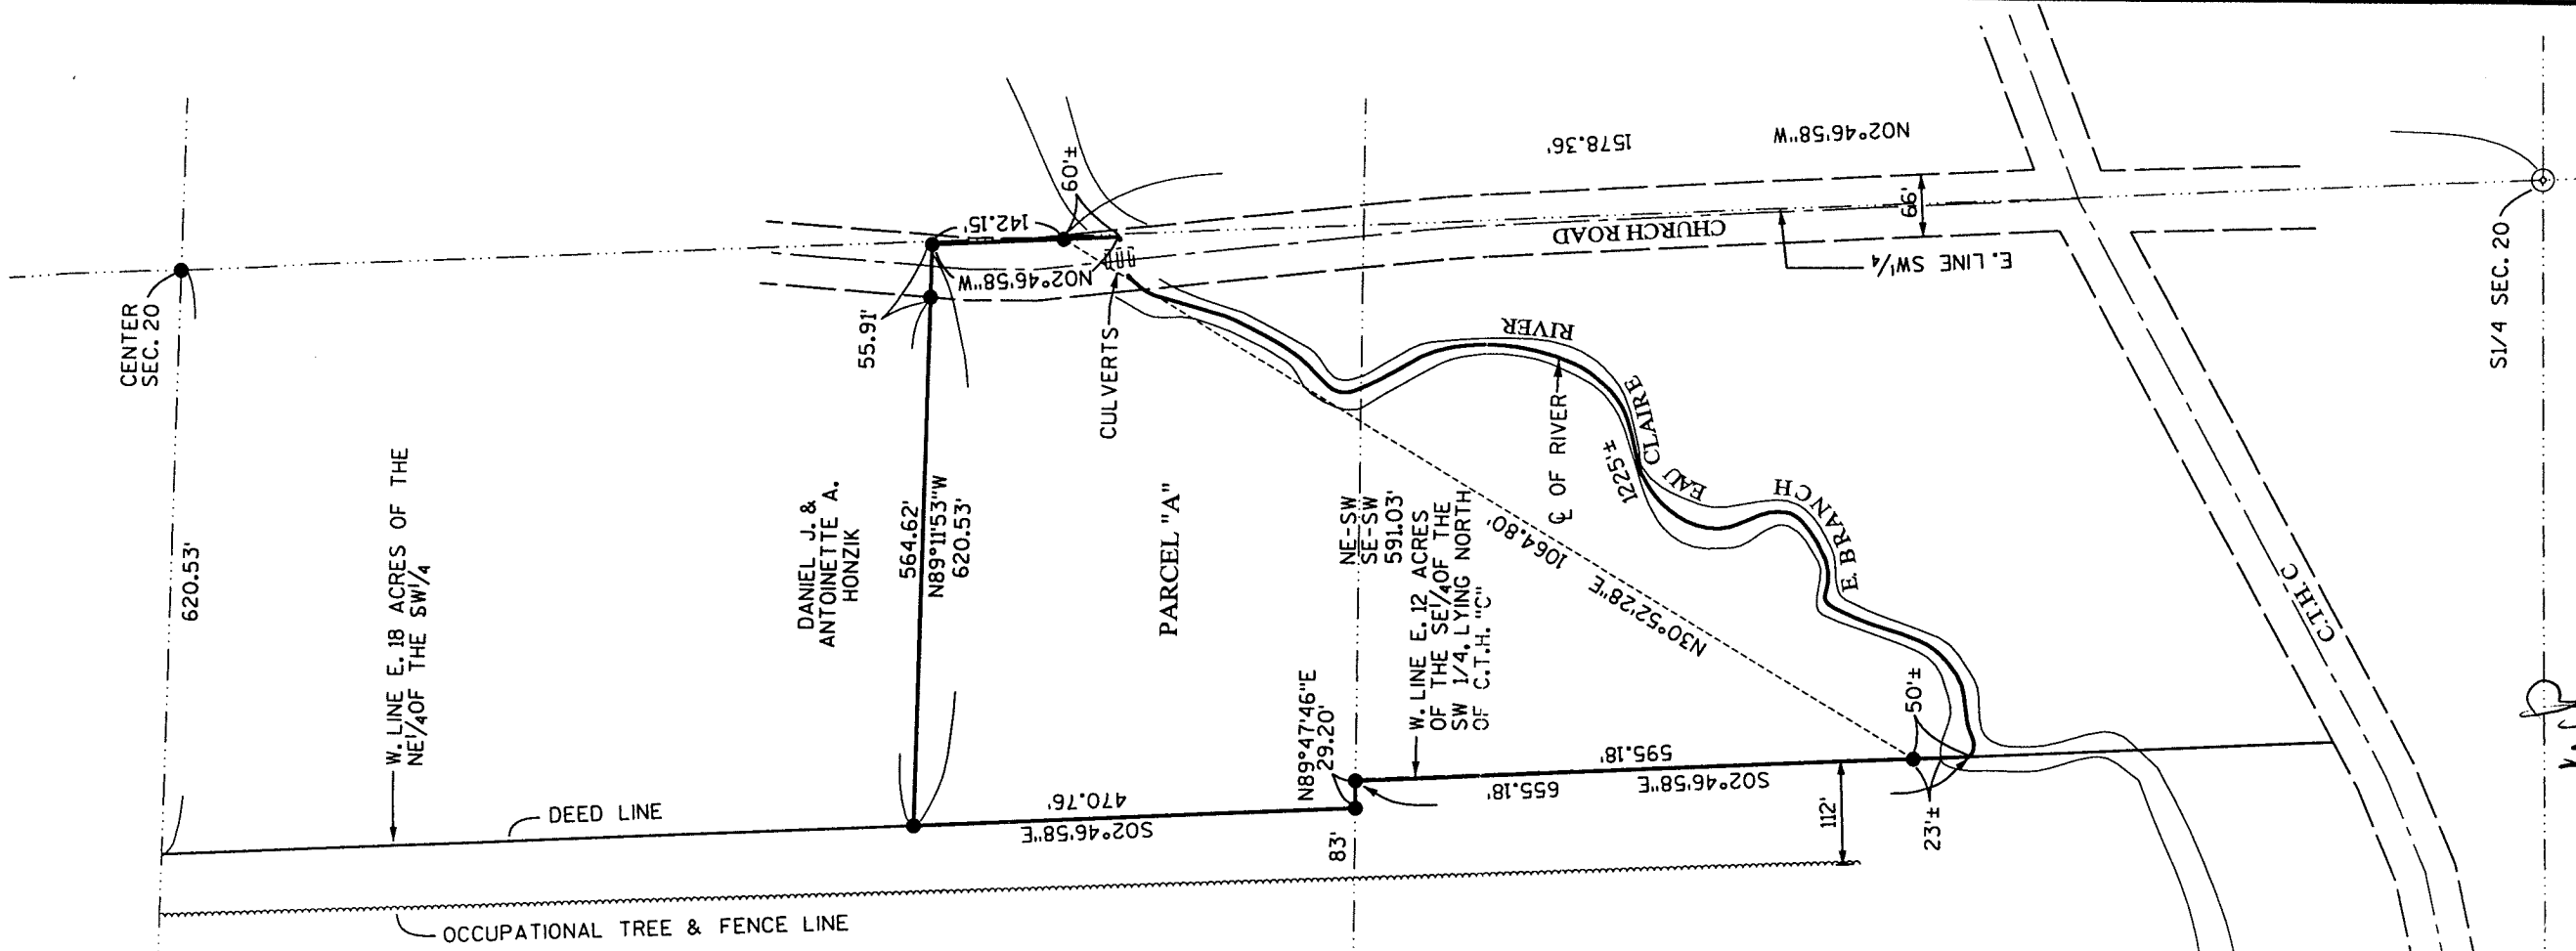 CENTER
SEC. 20
620.53'
W. LINE E. 18 ACRES OF THE
NE1/4 OF THE SW1/4
DEED LINE
OCCUPATIONAL TREE & FENCE LINE
DANIEL J. &
ANTOINETTE A.
HONZIK
55.91'
564.62'
N89°11'53"W
620.53'
142.15'
N02°46'58"W
60'±
CULVERTS
PARCEL "A"
470.76'
S02°46'58"E
N89°47'46"E
29.20'
83'
NE-SW
SE-SW
591.03'
W. LINE E. 12 ACRES
OF THE SE1/4 OF THE
SW 1/4, LYING NORTH
OF C.T.H. "C"
595.18'
655.18'
S02°46'58"E
112'
50'±
23'±
N30°52'28"E 1064.80'
1225'±
℄ OF RIVER
E. BRANCH
EAU CLAIRE
RIVER
CHURCH ROAD
N02°46'58"W
1578.36'
66'
E. LINE SW1/4
C.T.H. C
S1/4 SEC. 20